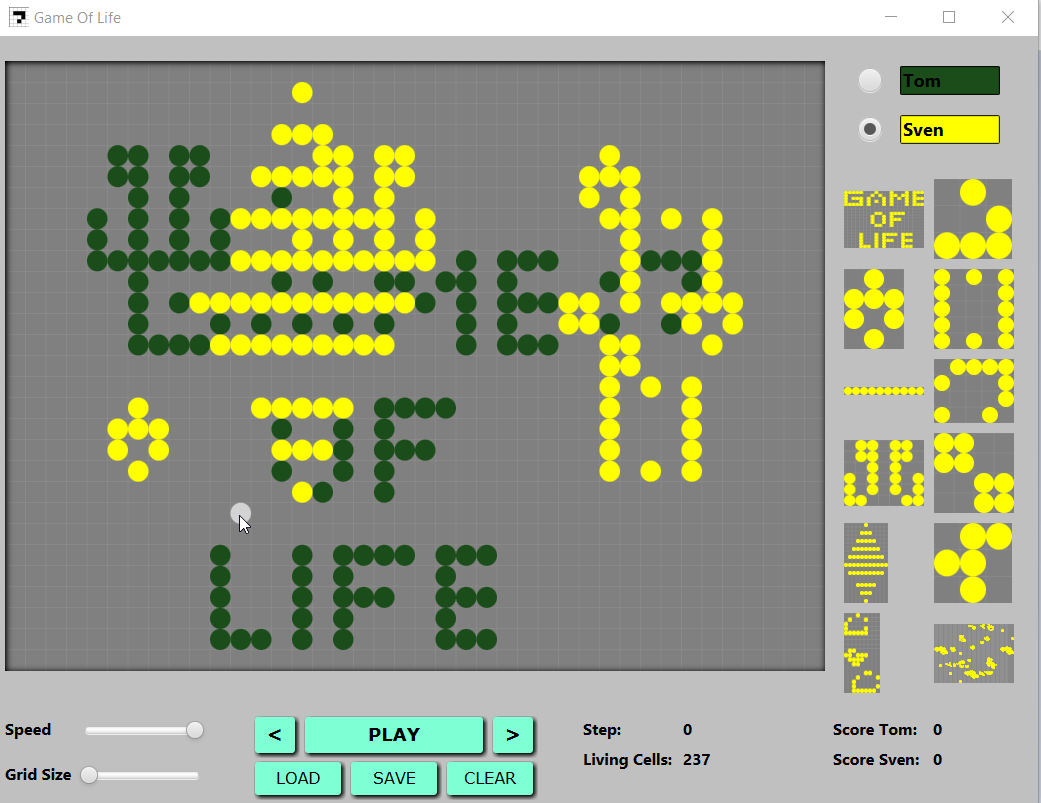 Game Of Life
Tom
Sven
GAME
OF
LIFE
OF
LIFE
Speed
< PLAY >
Step: 0
Score Tom: 0
Living Cells: 237
Score Sven: 0
Grid Size
LOAD SAVE CLEAR